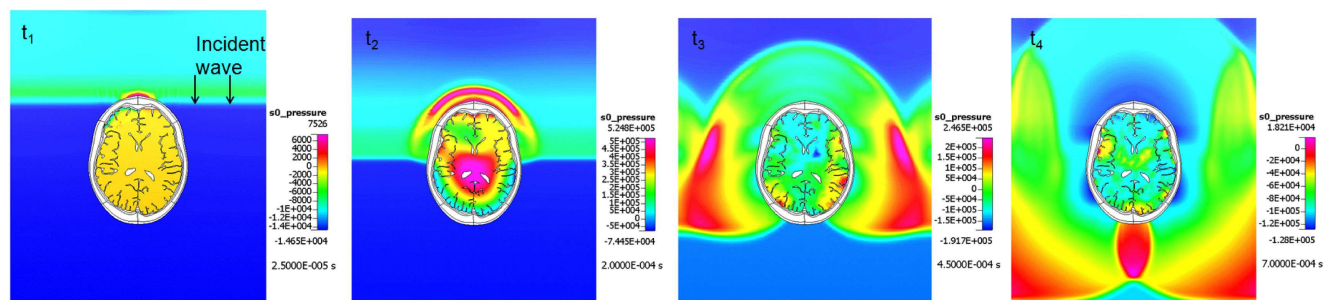 t1
Incident
wave
s0_pressure
7526
6000
4000
2000
0
-2000
-4000
-6000
-8000
-1E+004
-1.2E+004
-1.4E+004
-1.465E+004
2.5000E-005 s
t2
s0_pressure
5.248E+005
5E+005
4.5E+005
4E+005
3.5E+005
3E+005
2.5E+005
2E+005
1.5E+005
1E+005
5E+004
0
-5E+004
-7.445E+004
2.0000E-004 s
t3
s0_pressure
2.465E+005
2E+005
1.5E+005
1E+005
5E+004
0
-5E+004
-1E+005
-1.5E+005
-1.917E+005
4.5000E-004 s
t4
s0_pressure
1.821E+004
0
-2E+004
-4E+004
-6E+004
-8E+004
-1E+005
-1.2E+005
-1.28E+005
7.0000E-004 s